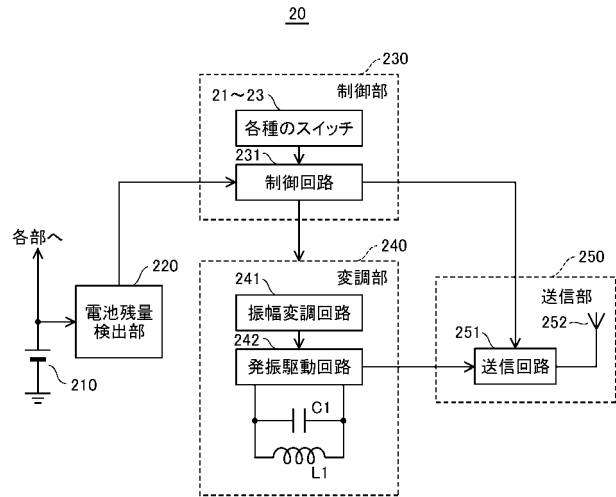 20
230
制御部
21～23
各種のスイッチ
231
制御回路
各部へ
220
電池残量
検出部
210
240
変調部
241
振幅変調回路
242
発振駆動回路
C1
L1
250
送信部
252
251
送信回路